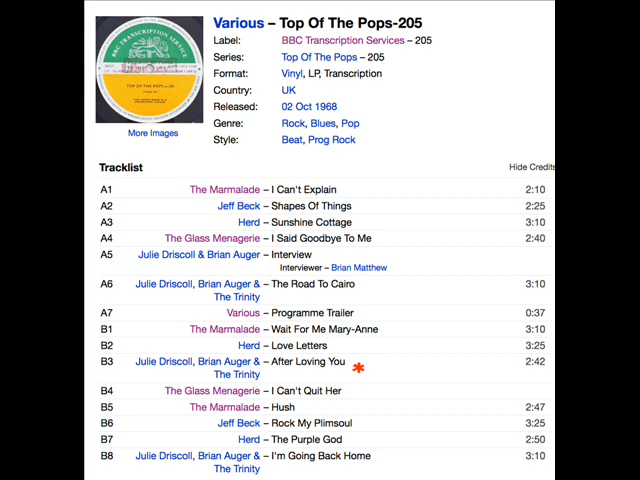 Various – Top Of The Pops-205
Label: BBC Transcription Services – 205
Series: Top Of The Pops – 205
Format: Vinyl, LP, Transcription
Country: UK
Released: 02 Oct 1968
Genre: Rock, Blues, Pop
Style: Beat, Prog Rock
BBC TRANSCRIPTION SERVICE
TOP OF THE POPS—205
More Images
Tracklist Hide Credits
A1 The Marmalade – I Can't Explain 2:10
A2 Jeff Beck – Shapes Of Things 2:25
A3 Herd – Sunshine Cottage 3:10
A4 The Glass Menagerie – I Said Goodbye To Me 2:40
A5 Julie Driscoll & Brian Auger – Interview
Interviewer – Brian Matthew
A6 Julie Driscoll, Brian Auger & – The Road To Cairo 3:10
The Trinity
A7 Various – Programme Trailer 0:37
B1 The Marmalade – Wait For Me Mary-Anne 3:10
B2 Herd – Love Letters 3:25
B3 Julie Driscoll, Brian Auger & – After Loving You 2:42
The Trinity
B4 The Glass Menagerie – I Can't Quit Her
B5 The Marmalade – Hush 2:47
B6 Jeff Beck – Rock My Plimsoul 3:25
B7 Herd – The Purple God 2:50
B8 Julie Driscoll, Brian Auger & – I'm Going Back Home 3:10
The Trinity